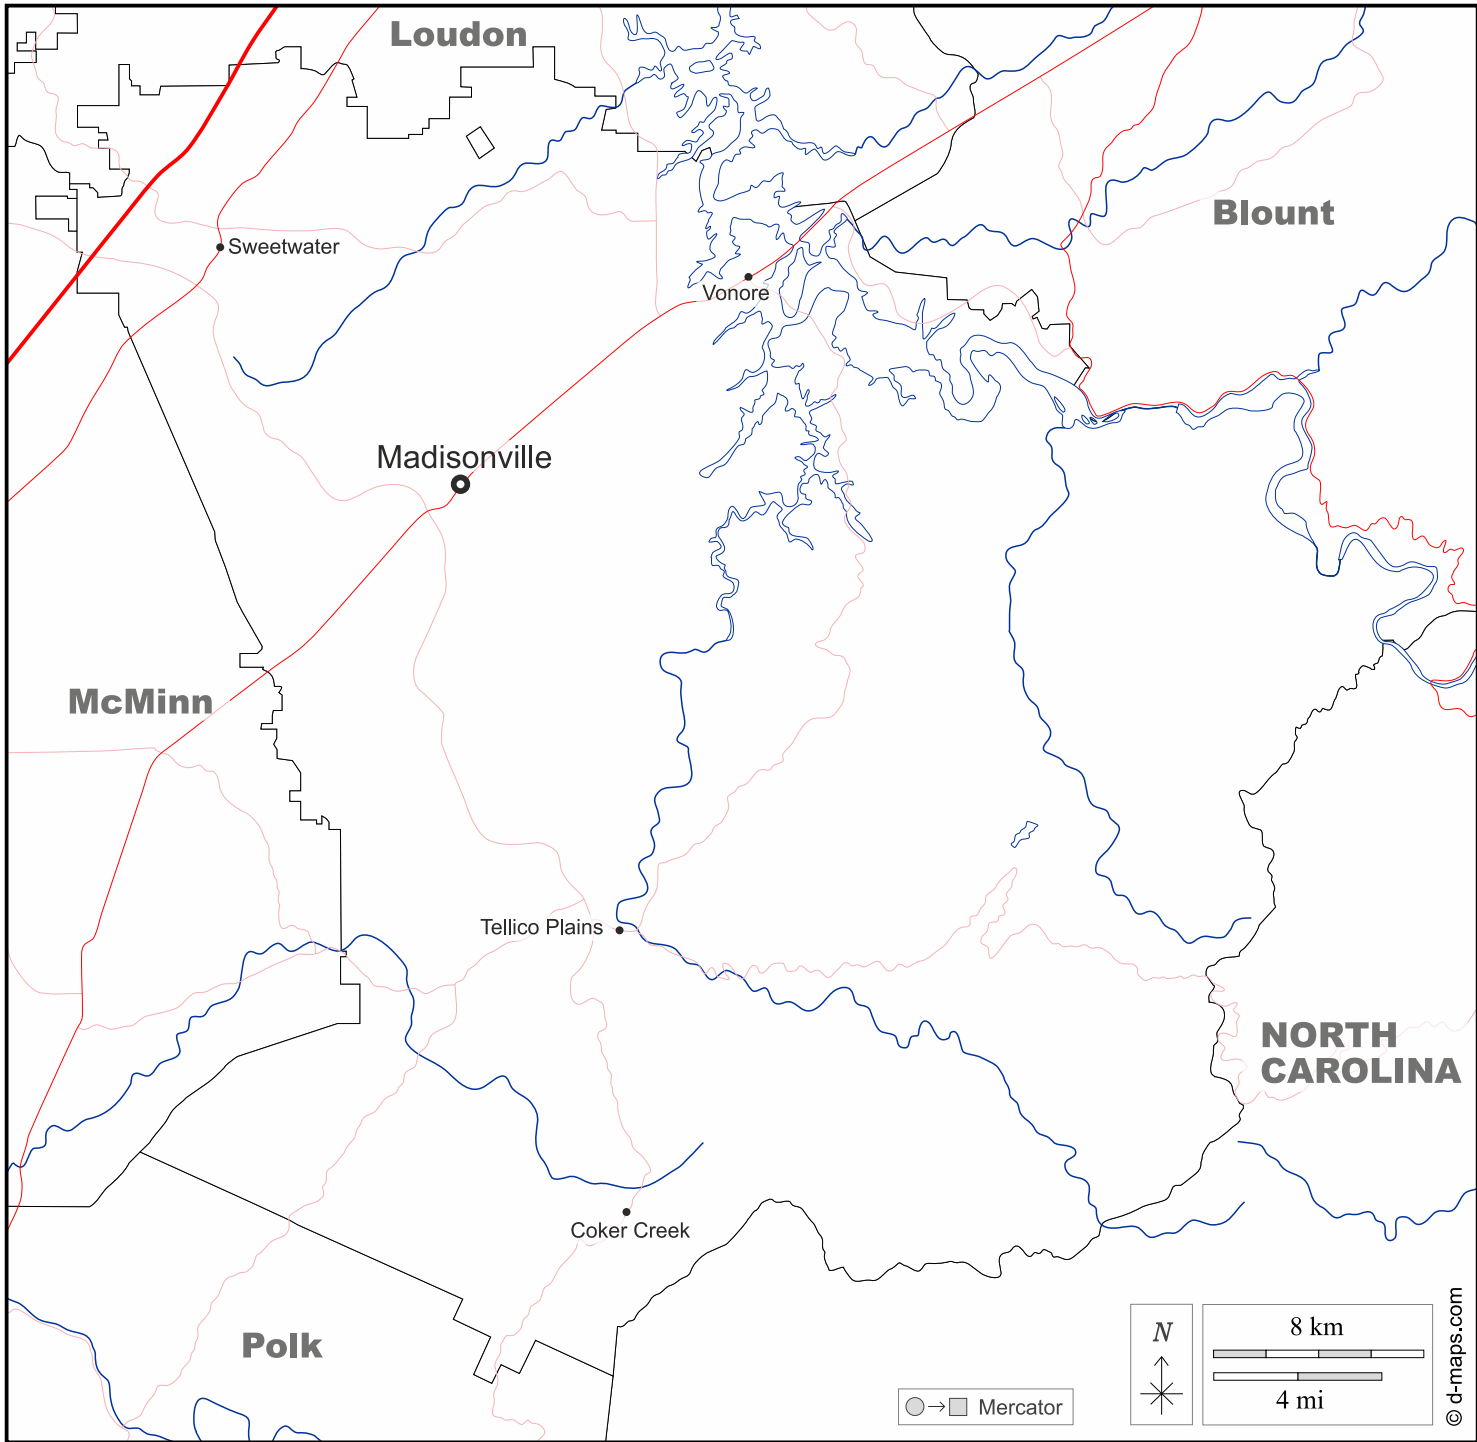 Loudon
Blount
Sweetwater
Vonore
Madisonville
McMinn
Tellico Plains
NORTH
CAROLINA
Coker Creek
Polk
N
8 km
4 mi
Mercator
© d-maps.com